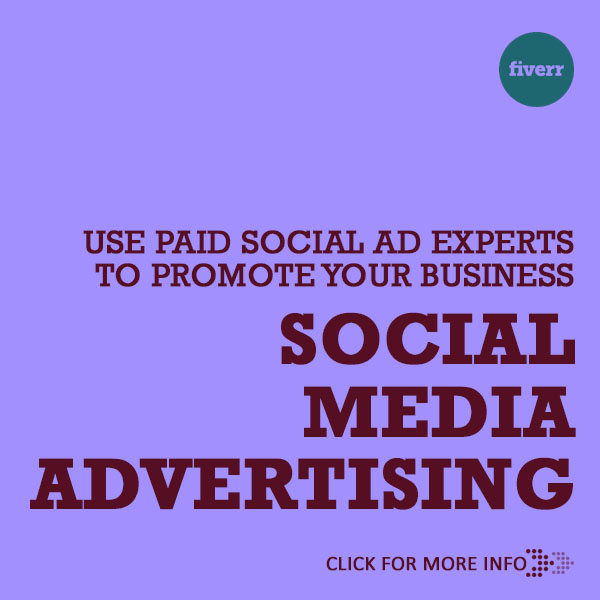 fiverr
USE PAID SOCIAL AD EXPERTS
TO PROMOTE YOUR BUSINESS
SOCIAL
MEDIA
ADVERTISING
CLICK FOR MORE INFO